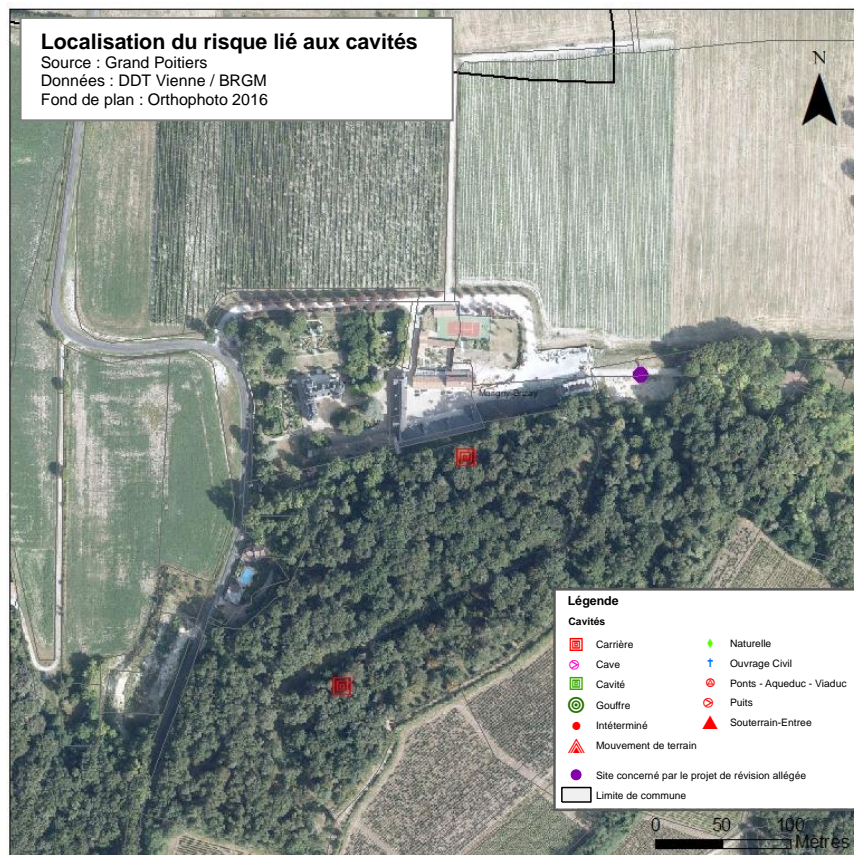 Localisation du risque lié aux cavités
Source : Grand Poitiers
Données : DDT Vienne / BRGM
Fond de plan : Orthophoto 2016
N
Marigny-Brizay
Légende
Cavités
Carrière
Cave
Cavité
Gouffre
Intéterminé
Mouvement de terrain
Naturelle
Ouvrage Civil
Ponts - Aqueduc - Viaduc
Puits
Souterrain-Entree
Site concerné par le projet de révision allégée
Limite de commune
0 50 100
Mètres